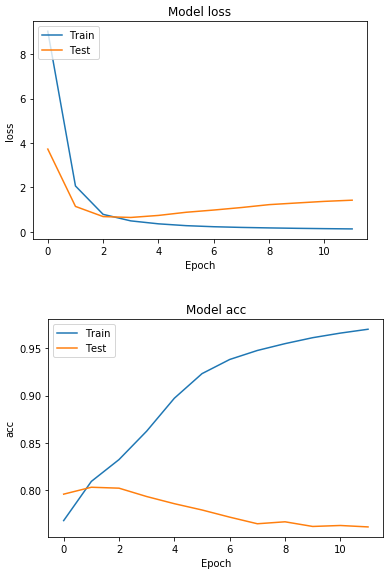 Model loss
Train
Test
8
6
4
2
0
loss
0 2 4 6 8 10
Epoch
Model acc
Train
Test
0.95
0.90
0.85
0.80
acc
0 2 4 6 8 10
Epoch